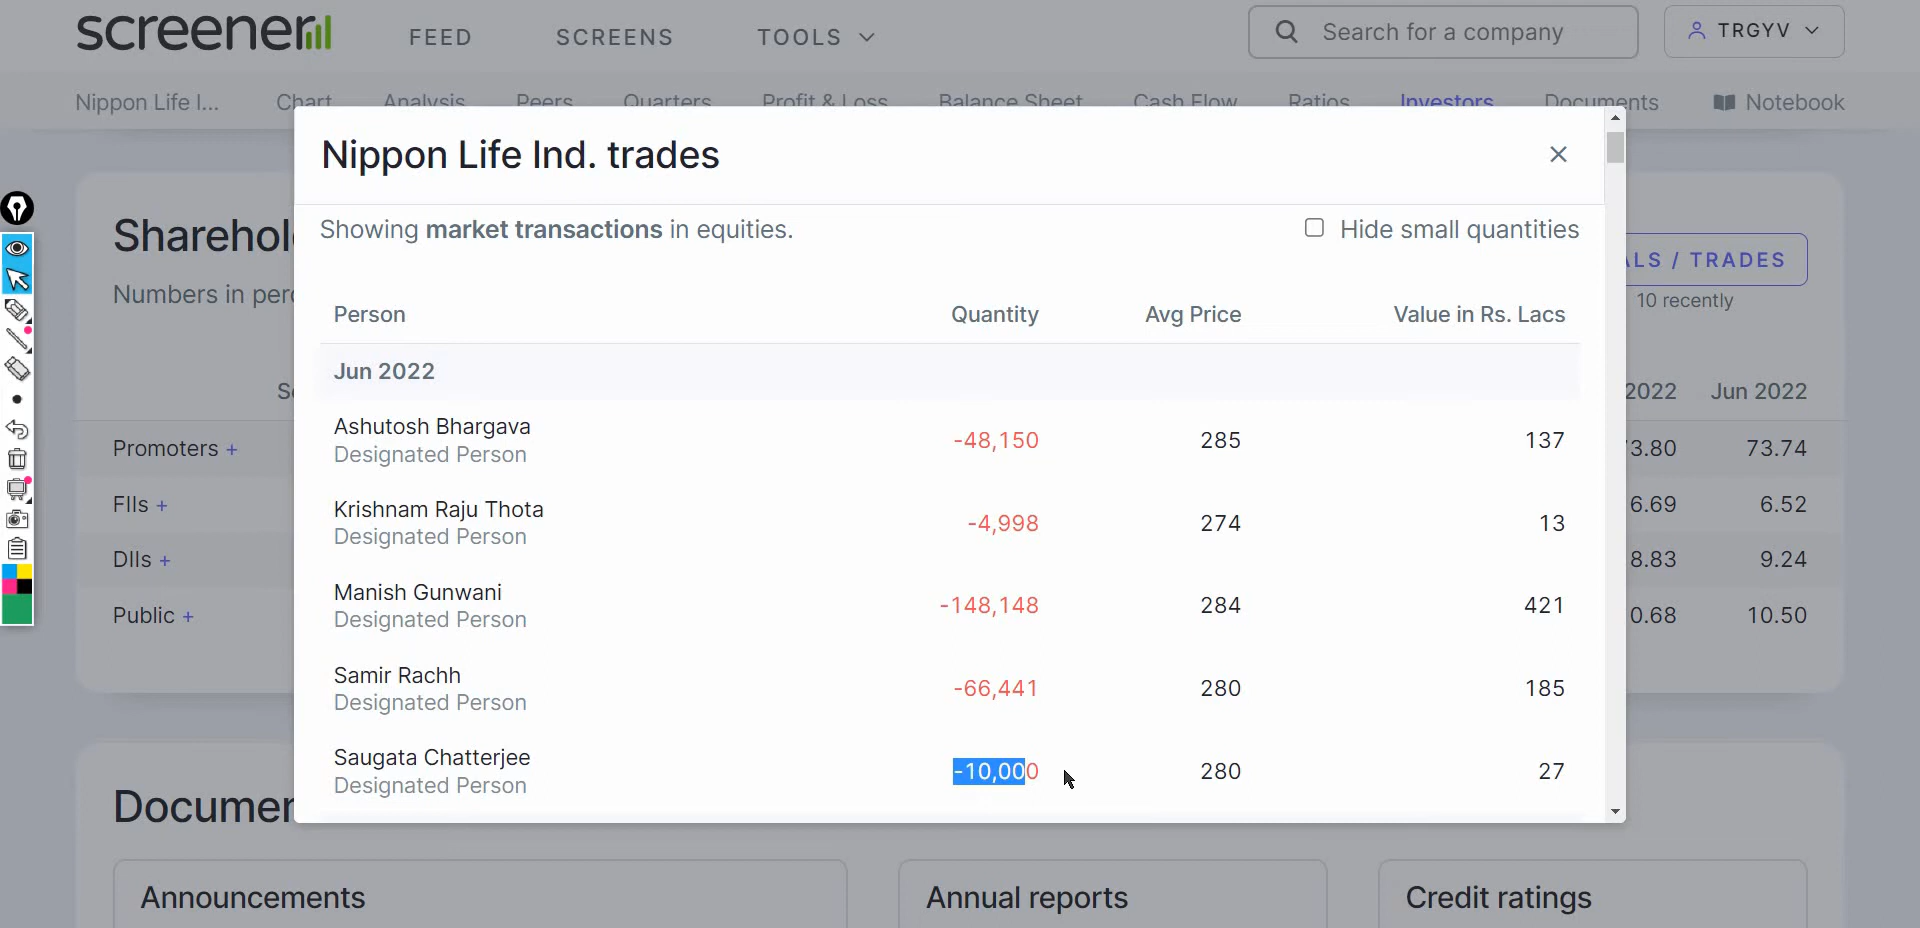 screener
FEED
SCREENS
TOOLS
Search for a company
TRGYV
Nippon Life I...
Chart
Analysis
Peers
Quarters
Profit & Loss
Balance Sheet
Cash Flow
Ratios
Investors
Documents
Notebook
Nippon Life Ind. trades
Showing market transactions in equities.
Hide small quantities
Sharehol
Numbers in per
ALS / TRADES
10 recently
Person Quantity Avg Price Value in Rs. Lacs
Jun 2022
Ashutosh Bhargava
Designated Person
-48,150 285 137
Krishnam Raju Thota
Designated Person
-4,998 274 13
Manish Gunwani
Designated Person
-148,148 284 421
Samir Rachh
Designated Person
-66,441 280 185
Saugata Chatterjee
Designated Person
-10,000 280 27
2022 Jun 2022
Promoters + 3.80 73.74
FIIs + 6.69 6.52
DIIs + 8.83 9.24
Public + 0.68 10.50
Documen
Announcements
Annual reports
Credit ratings